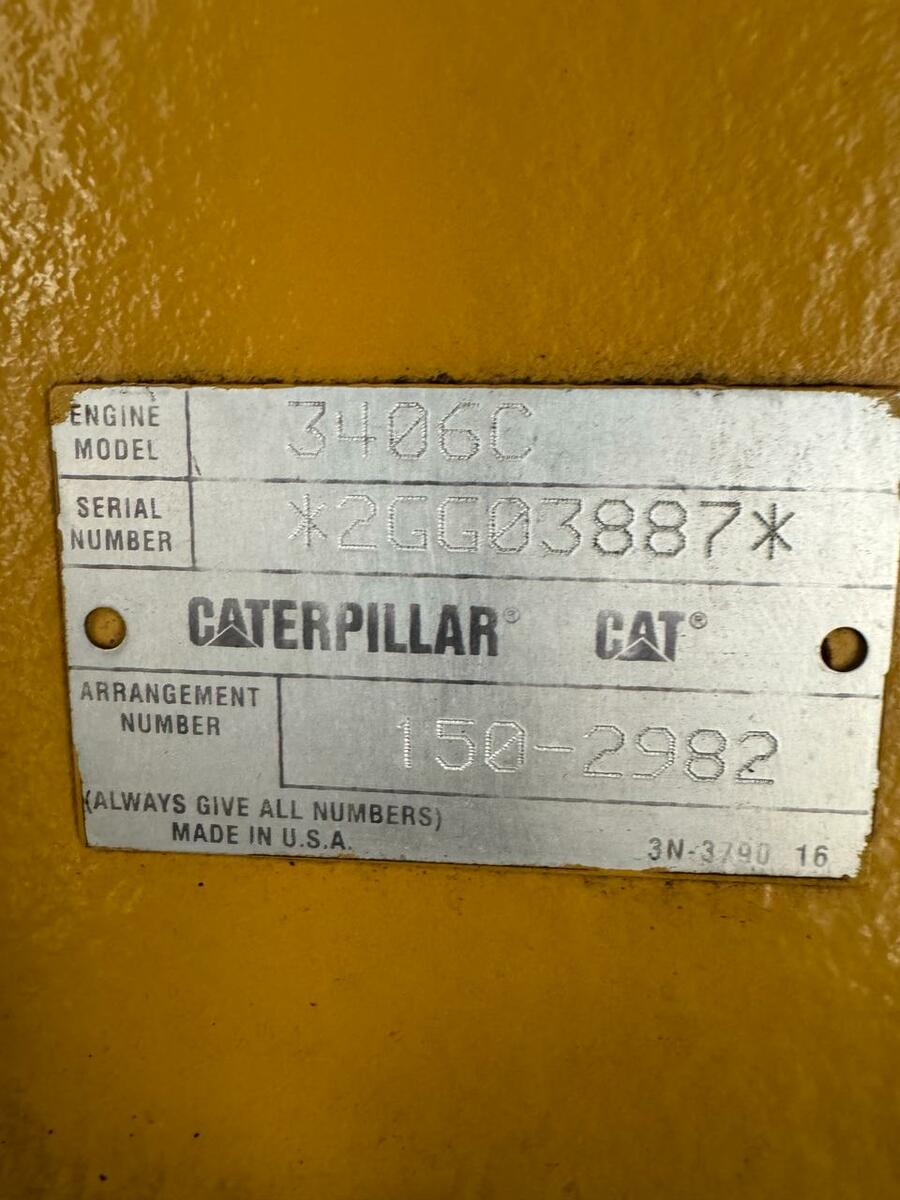 ENGINE MODEL 3406C
SERIAL NUMBER *2GG03887*
CATERPILLAR® CAT®
ARRANGEMENT NUMBER 150-2982
(ALWAYS GIVE ALL NUMBERS)
MADE IN U.S.A.
3N-3790 16